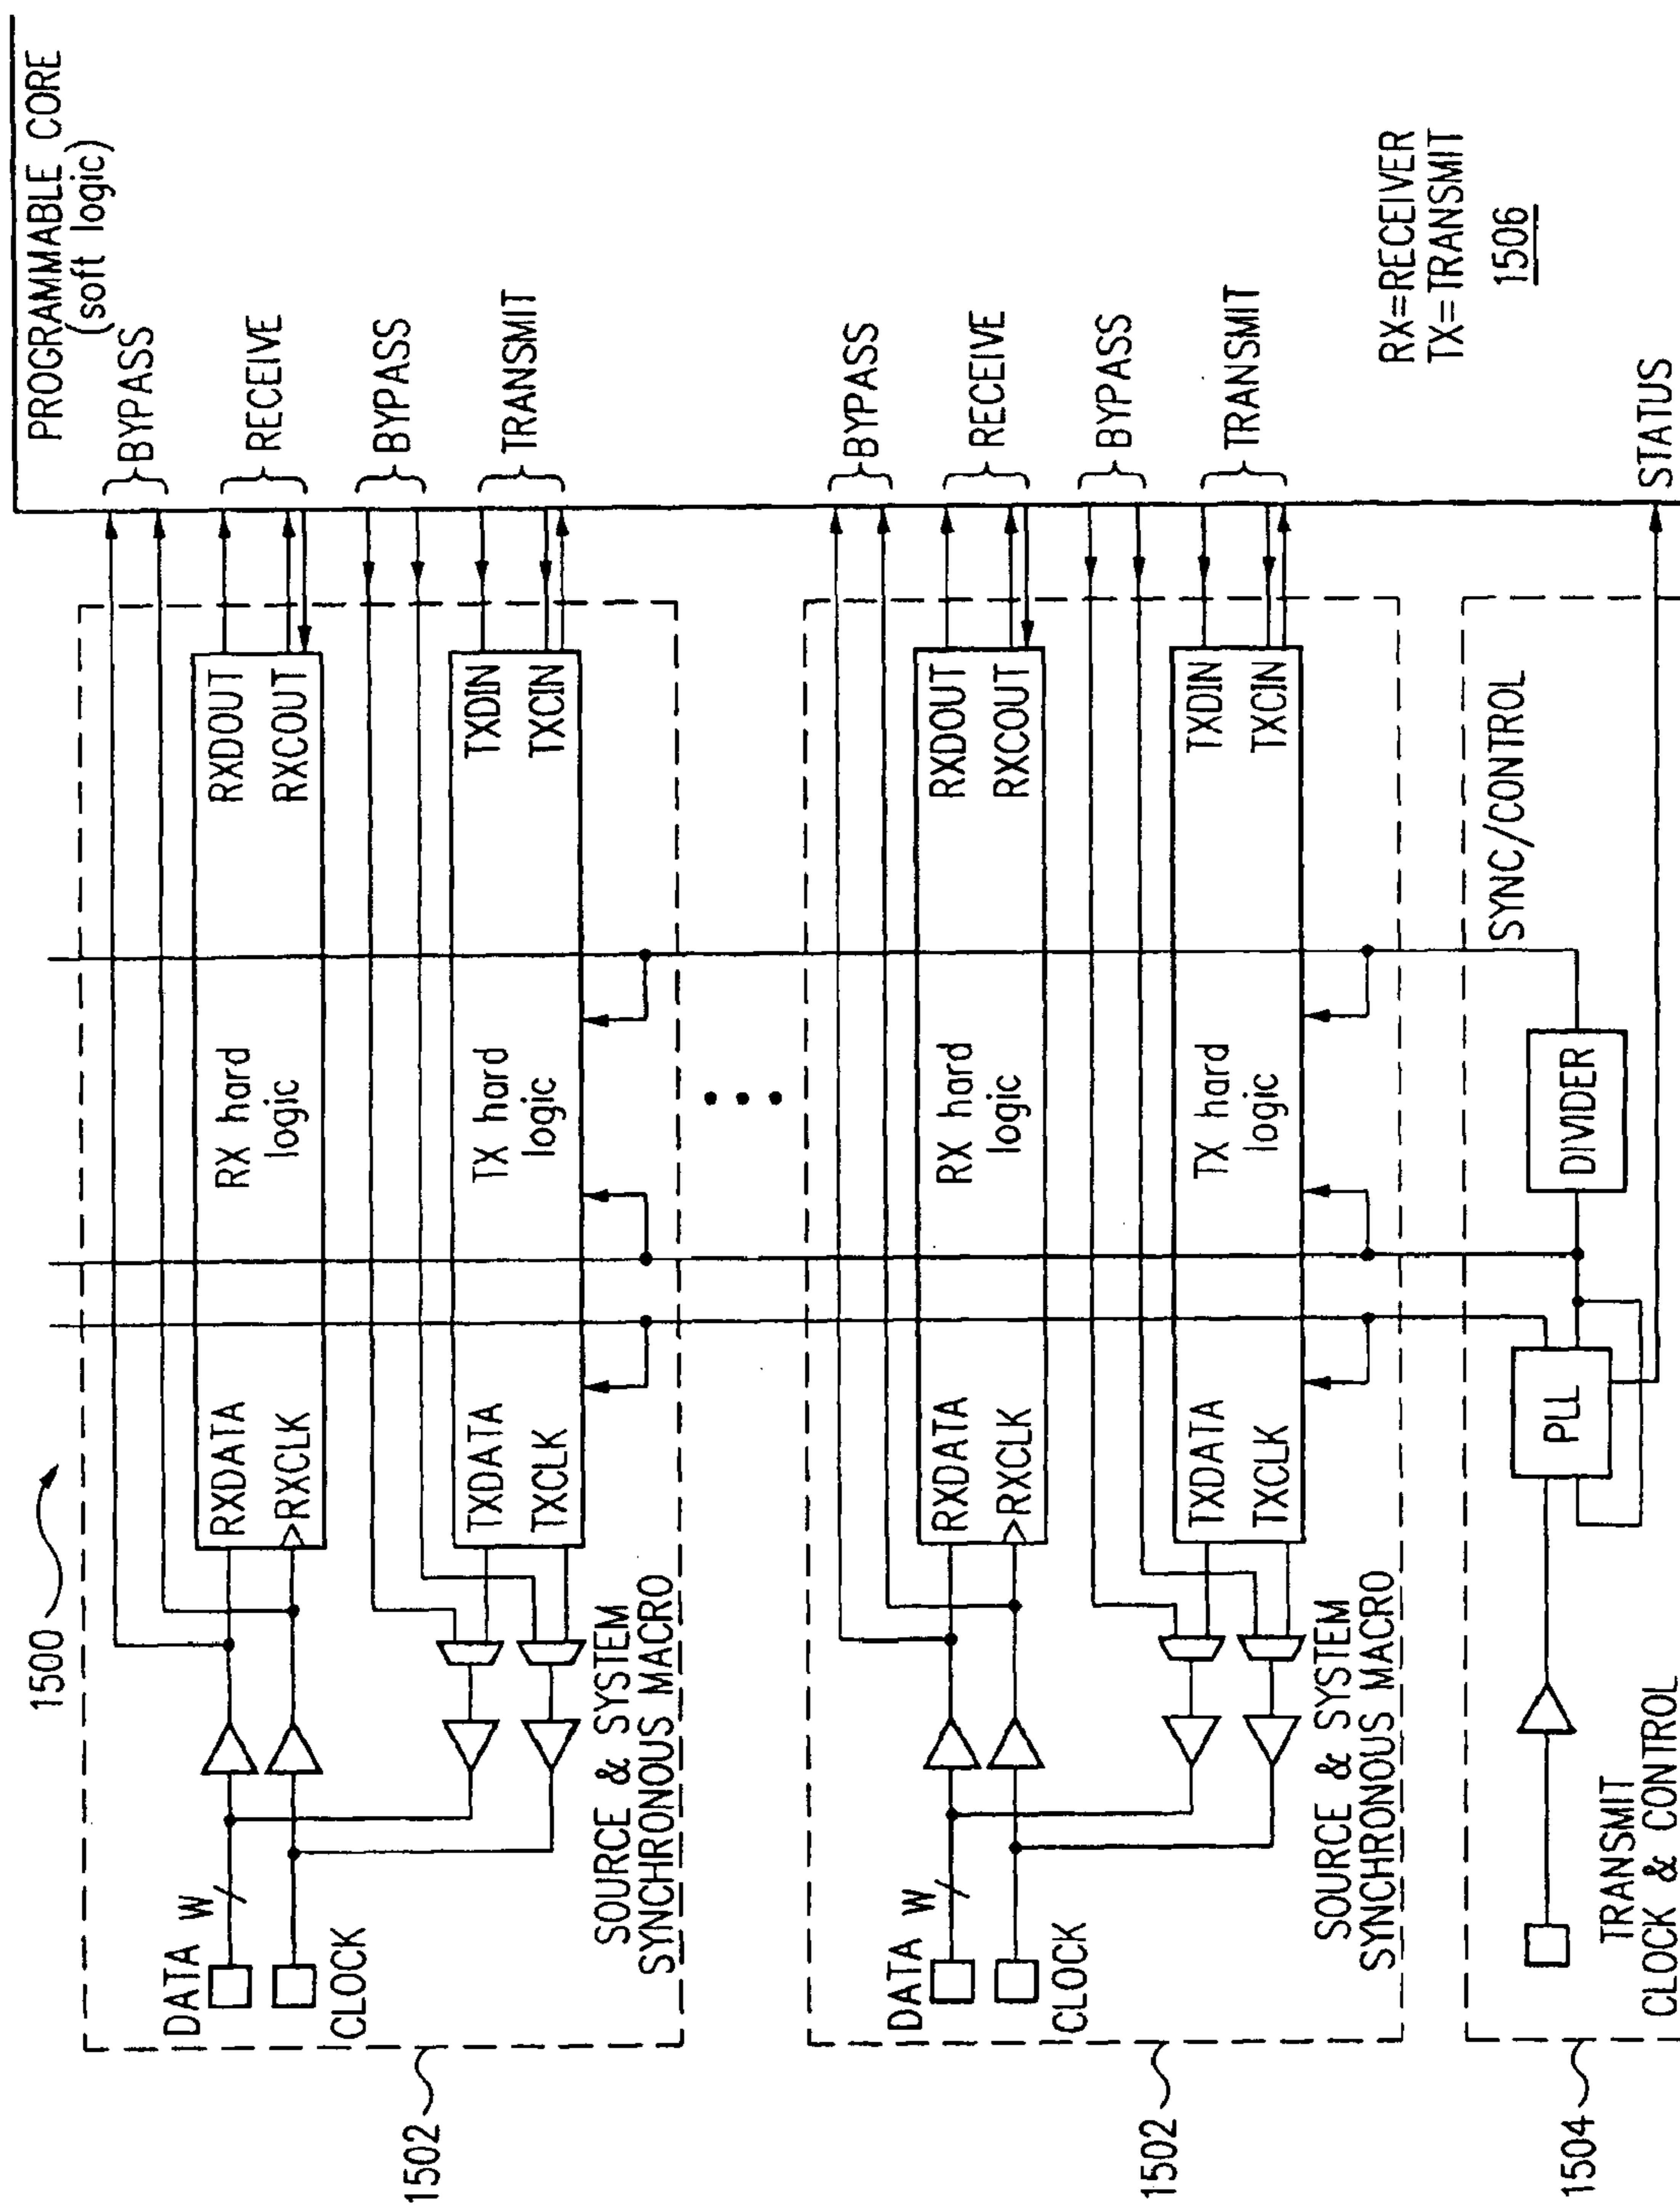 1500
PROGRAMMABLE CORE
(soft logic)
1502
DATA W
CLOCK
RXDATA
RXCLK
RX hard
logic
RXDOUT
RXCOUT
BYPASS
RECEIVE
TXDATA
TXCLK
TX hard
logic
TXDIN
TXCIN
BYPASS
TRANSMIT
SOURCE & SYSTEM
SYNCHRONOUS MACRO
1502
DATA W
CLOCK
RXDATA
RXCLK
RX hard
logic
RXDOUT
RXCOUT
BYPASS
RECEIVE
TXDATA
TXCLK
TX hard
logic
TXDIN
TXCIN
BYPASS
TRANSMIT
SOURCE & SYSTEM
SYNCHRONOUS MACRO
RX=RECEIVER
TX=TRANSMIT
1506
1504
SYNC/CONTROL
PLL
DIVIDER
TRANSMIT
CLOCK & CONTROL
STATUS